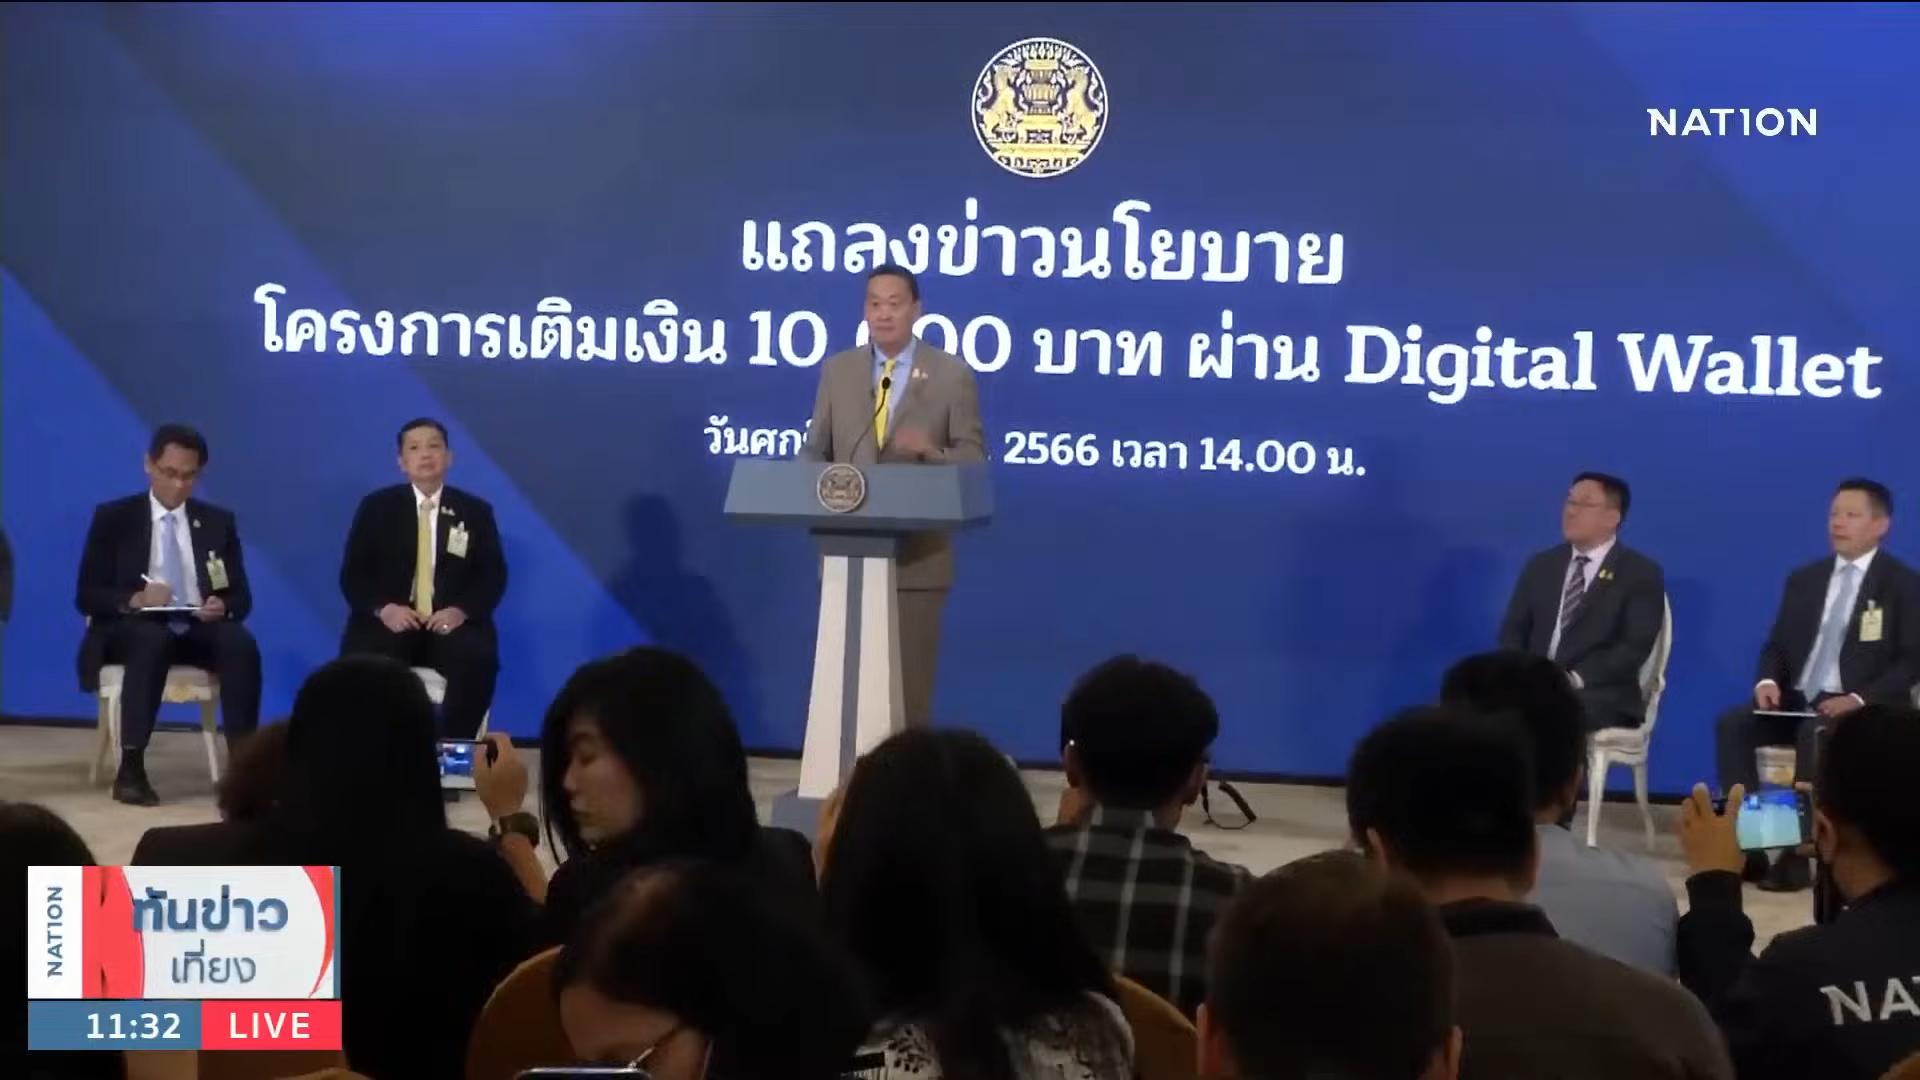 NAT1ON
แถลงข่าวนโยบาย
โครงการเติมเงิน 10 000 บาท ผ่าน Digital Wallet
2566 เวลา 14.00 น.
NATION
ทันข่าว
เที่ยง
11:32 LIVE